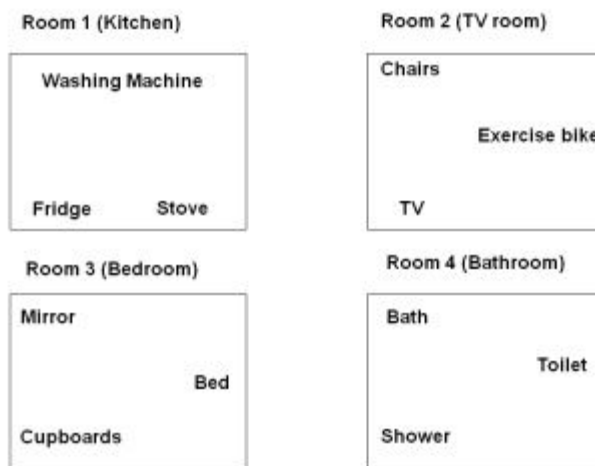 Room 1 (Kitchen)
Washing Machine
Fridge Stove
Room 2 (TV room)
Chairs
Exercise bike
TV
Room 3 (Bedroom)
Mirror
Bed
Cupboards
Room 4 (Bathroom)
Bath
Toilet
Shower